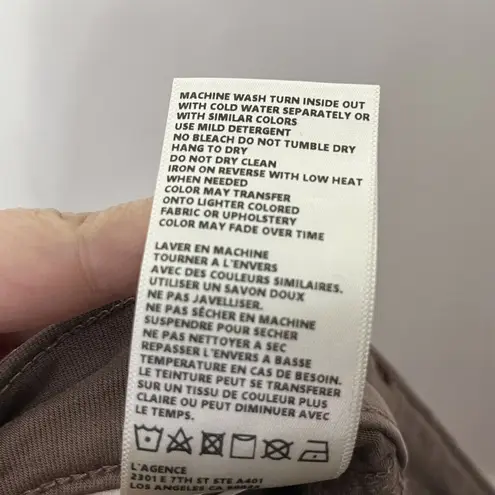 MACHINE WASH TURN INSIDE OUT
WITH COLD WATER SEPARATELY OR
WITH SIMILAR COLORS
USE MILD DETERGENT
NO BLEACH DO NOT TUMBLE DRY
HANG TO DRY
DO NOT DRY CLEAN
IRON ON REVERSE WITH LOW HEAT
WHEN NEEDED
COLOR MAY TRANSFER
ONTO LIGHTER COLORED
FABRIC OR UPHOLSTERY
COLOR MAY FADE OVER TIME
LAVER EN MACHINE
TOURNER A L'ENVERS
AVEC DES COULEURS SIMILAIRES.
UTILISER UN SAVON DOUX
NE PAS JAVELLISER.
NE PAS SÉCHER EN MACHINE
SUSPENDRE POUR SÉCHER
NE PAS NETTOYER A SEC
REPASSER L'ENVERS A BASSE
TEMPERATURE EN CAS DE BESOIN.
LE TEINTURE PEUT SE TRANSFERER
SUR UN TISSU DE COULEUR PLUS
CLAIRE OU PEUT DIMINUER AVEC
LE TEMPS.
L'AGENCE
2301 E 7TH ST STE A401
LOS ANGELES CA